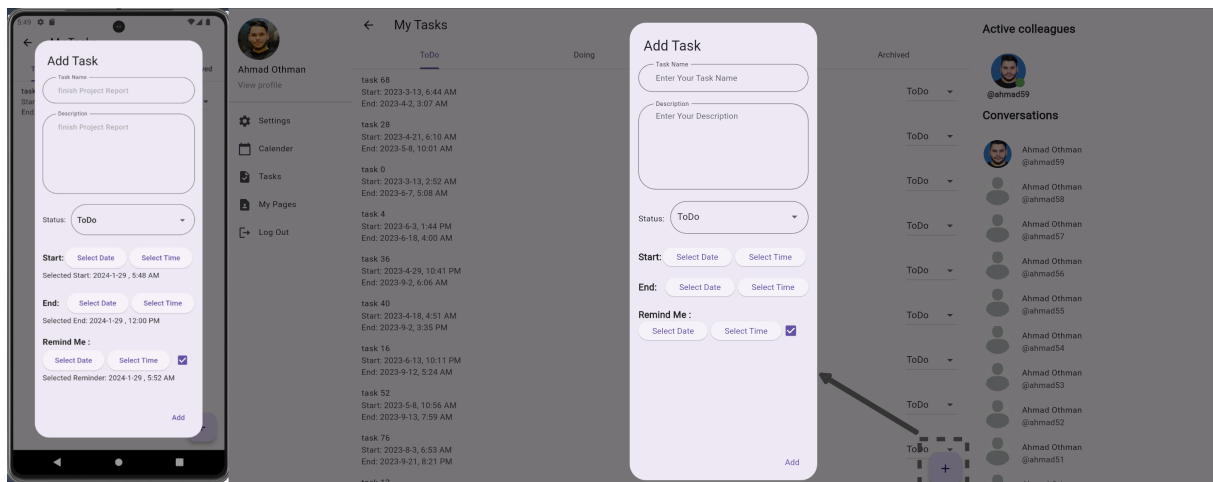 5:49
My Tasks
Add Task
Task Name
finish Project Report
Description
finish Project Report
Status: ToDo
Start: Select Date Select Time
Selected Start: 2024-1-29 , 5:48 AM
End: Select Date Select Time
Selected End: 2024-1-29 , 12:00 PM
Remind Me :
Select Date Select Time
Selected Reminder: 2024-1-29 , 5:52 AM
Add
Ahmad Othman
View profile
Settings
Calender
Tasks
My Pages
Log Out
My Tasks
ToDo Doing Archived
task 68
Start: 2023-3-13, 6:44 AM
End: 2023-4-2, 3:07 AM
ToDo
task 28
Start: 2023-4-21, 6:10 AM
End: 2023-5-8, 10:01 AM
ToDo
task 0
Start: 2023-3-13, 2:52 AM
End: 2023-6-7, 5:08 AM
ToDo
task 4
Start: 2023-6-3, 1:44 PM
End: 2023-6-18, 4:00 AM
ToDo
task 36
Start: 2023-4-29, 10:41 PM
End: 2023-9-2, 6:06 AM
ToDo
task 40
Start: 2023-4-18, 4:51 AM
End: 2023-9-2, 3:35 PM
ToDo
task 16
Start: 2023-6-13, 10:11 PM
End: 2023-9-12, 5:24 AM
ToDo
task 52
Start: 2023-5-8, 10:56 AM
End: 2023-9-13, 7:59 AM
ToDo
task 76
Start: 2023-8-3, 6:53 AM
End: 2023-9-21, 8:21 PM
ToDo
Add Task
Task Name
Enter Your Task Name
Description
Enter Your Description
Status: ToDo
Start: Select Date Select Time
End: Select Date Select Time
Remind Me :
Select Date Select Time
Add
+
Active colleagues
@ahmad59
Conversations
Ahmad Othman
@ahmad59
Ahmad Othman
@ahmad58
Ahmad Othman
@ahmad57
Ahmad Othman
@ahmad56
Ahmad Othman
@ahmad55
Ahmad Othman
@ahmad54
Ahmad Othman
@ahmad53
Ahmad Othman
@ahmad52
Ahmad Othman
@ahmad51